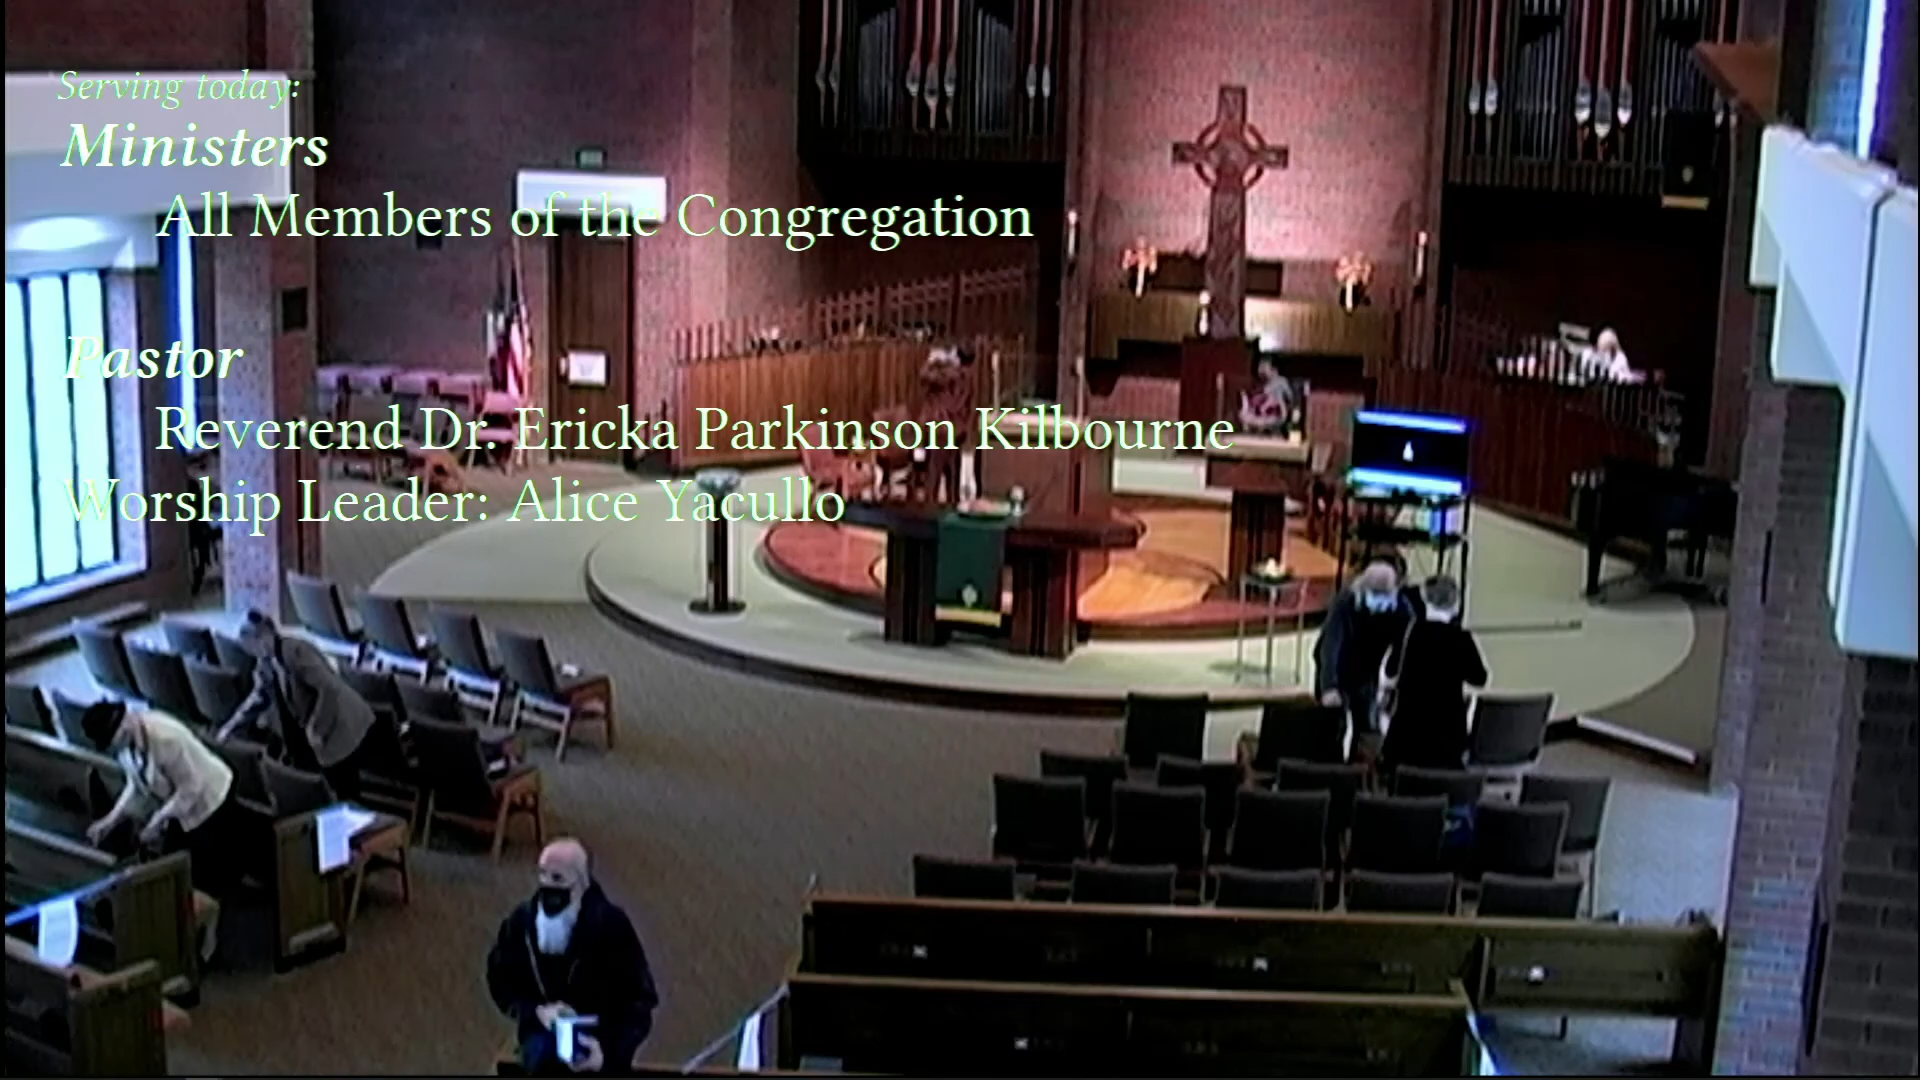 Serving today:
Ministers
All Members of the Congregation
Pastor
Reverend Dr. Ericka Parkinson Kilbourne
Worship Leader: Alice Yacullo